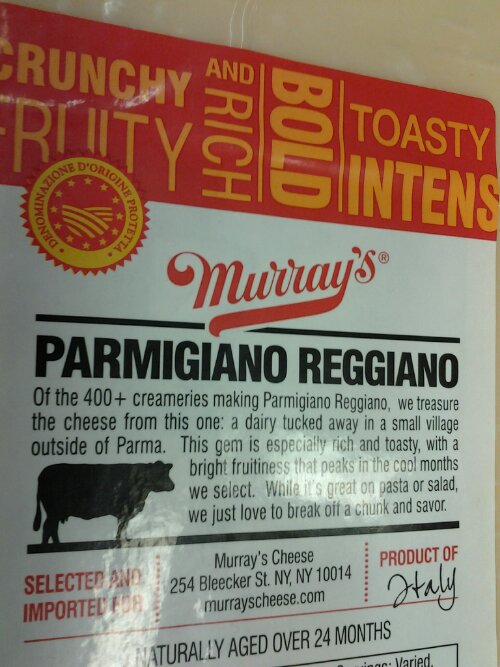 CRUNCHY
FRUITY
AND
RICH
BOLD
TOASTY
INTENS
DENOMINAZIONE D'ORIGINE PROTETTA
Murray's®
PARMIGIANO REGGIANO
Of the 400+ creameries making Parmigiano Reggiano, we treasure
the cheese from this one: a dairy tucked away in a small village
outside of Parma. This gem is especially rich and toasty, with a
bright fruitiness that peaks in the cool months
we select. While it's great on pasta or salad,
we just love to break off a chunk and savor.
SELECTED AND
IMPORTED FOR
Murray's Cheese
254 Bleecker St. NY, NY 10014
murrayscheese.com
PRODUCT OF
Italy
NATURALLY AGED OVER 24 MONTHS
Varied,